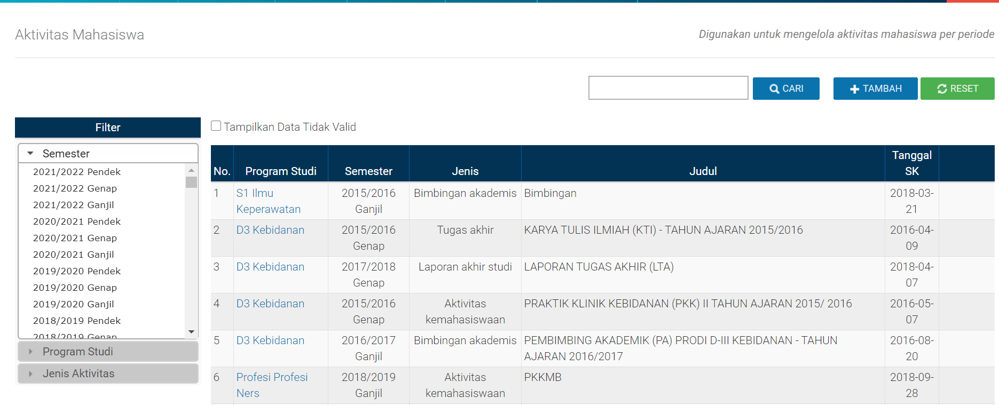 Aktivitas Mahasiswa
Digunakan untuk mengelola aktivitas mahasiswa per periode
CARI
TAMBAH
RESET
Filter
Semester
2021/2022 Pendek
2021/2022 Genap
2021/2022 Ganjil
2020/2021 Pendek
2020/2021 Genap
2020/2021 Ganjil
2019/2020 Pendek
2019/2020 Genap
2019/2020 Ganjil
2018/2019 Pendek
2018/2019 Genap
Program Studi
Jenis Aktivitas
Tampilkan Data Tidak Valid
No. Program Studi Semester Jenis Judul Tanggal
SK
1 S1 Ilmu 2015/2016 Bimbingan akademis Bimbingan 2018-03-
Keperawatan Ganjil 21
2 D3 Kebidanan 2015/2016 Tugas akhir KARYA TULIS ILMIAH (KTI) - TAHUN AJARAN 2015/2016 2016-04-
Genap 09
3 D3 Kebidanan 2017/2018 Laporan akhir studi LAPORAN TUGAS AKHIR (LTA) 2018-04-
Genap 07
4 D3 Kebidanan 2015/2016 Aktivitas PRAKTIK KLINIK KEBIDANAN (PKK) II TAHUN AJARAN 2015/ 2016 2016-05-
Genap kemahasiswaan 07
5 D3 Kebidanan 2016/2017 Bimbingan akademis PEMBIMBING AKADEMIK (PA) PRODI D-III KEBIDANAN - TAHUN 2016-08-
Ganjil AJARAN 2016/2017 20
6 Profesi Profesi 2018/2019 Aktivitas PKKMB 2018-09-
Ners Ganjil kemahasiswaan 28